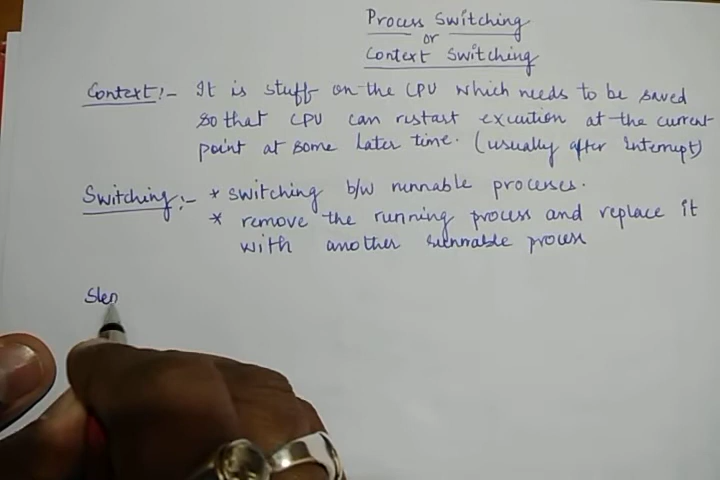 Process Switching
or
Context Switching
Context:- It is stuff on the CPU which needs to be saved
so that CPU can restart execution at the current
point at some later time. (usually after interrupt)
Switching:- * switching b/w runnable processes.
* remove the running process and replace it
with another runnable process